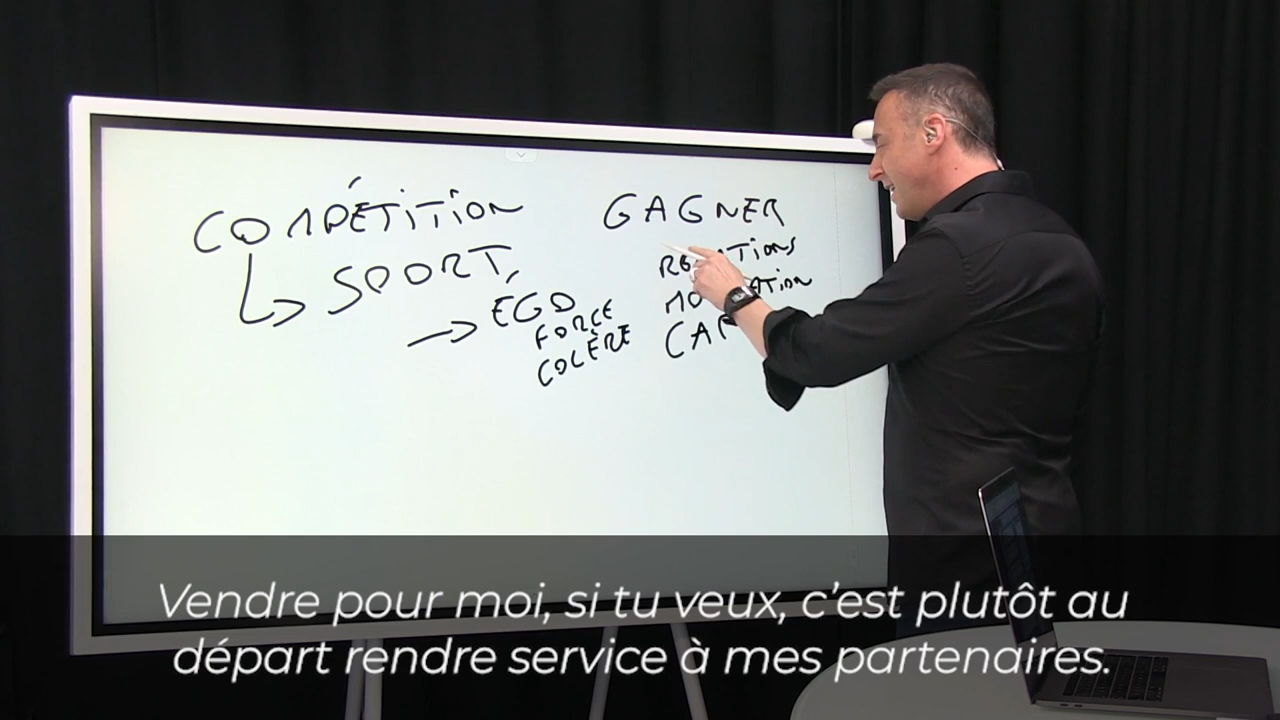 COMPÉTITION
SPORT
EGO
FORCE
COLÈRE
GAGNER
Vendre pour moi, si tu veux, c’est plutôt au
départ rendre service à mes partenaires.